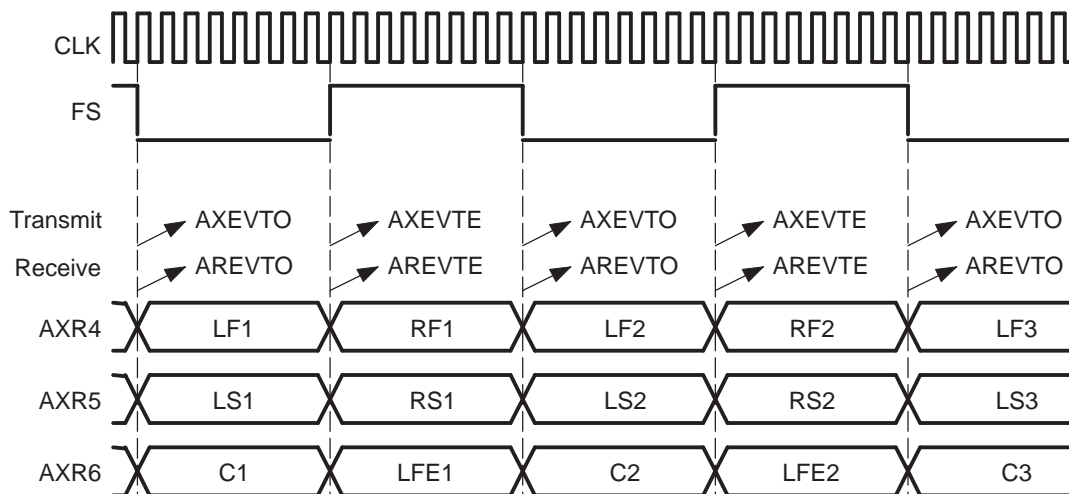 CLK
FS
Transmit AXEVTO AXEVTE AXEVTO AXEVTE AXEVTO
Receive AREVTO AREVTE AREVTO AREVTE AREVTO
AXR4 LF1 RF1 LF2 RF2 LF3
AXR5 LS1 RS1 LS2 RS2 LS3
AXR6 C1 LFE1 C2 LFE2 C3